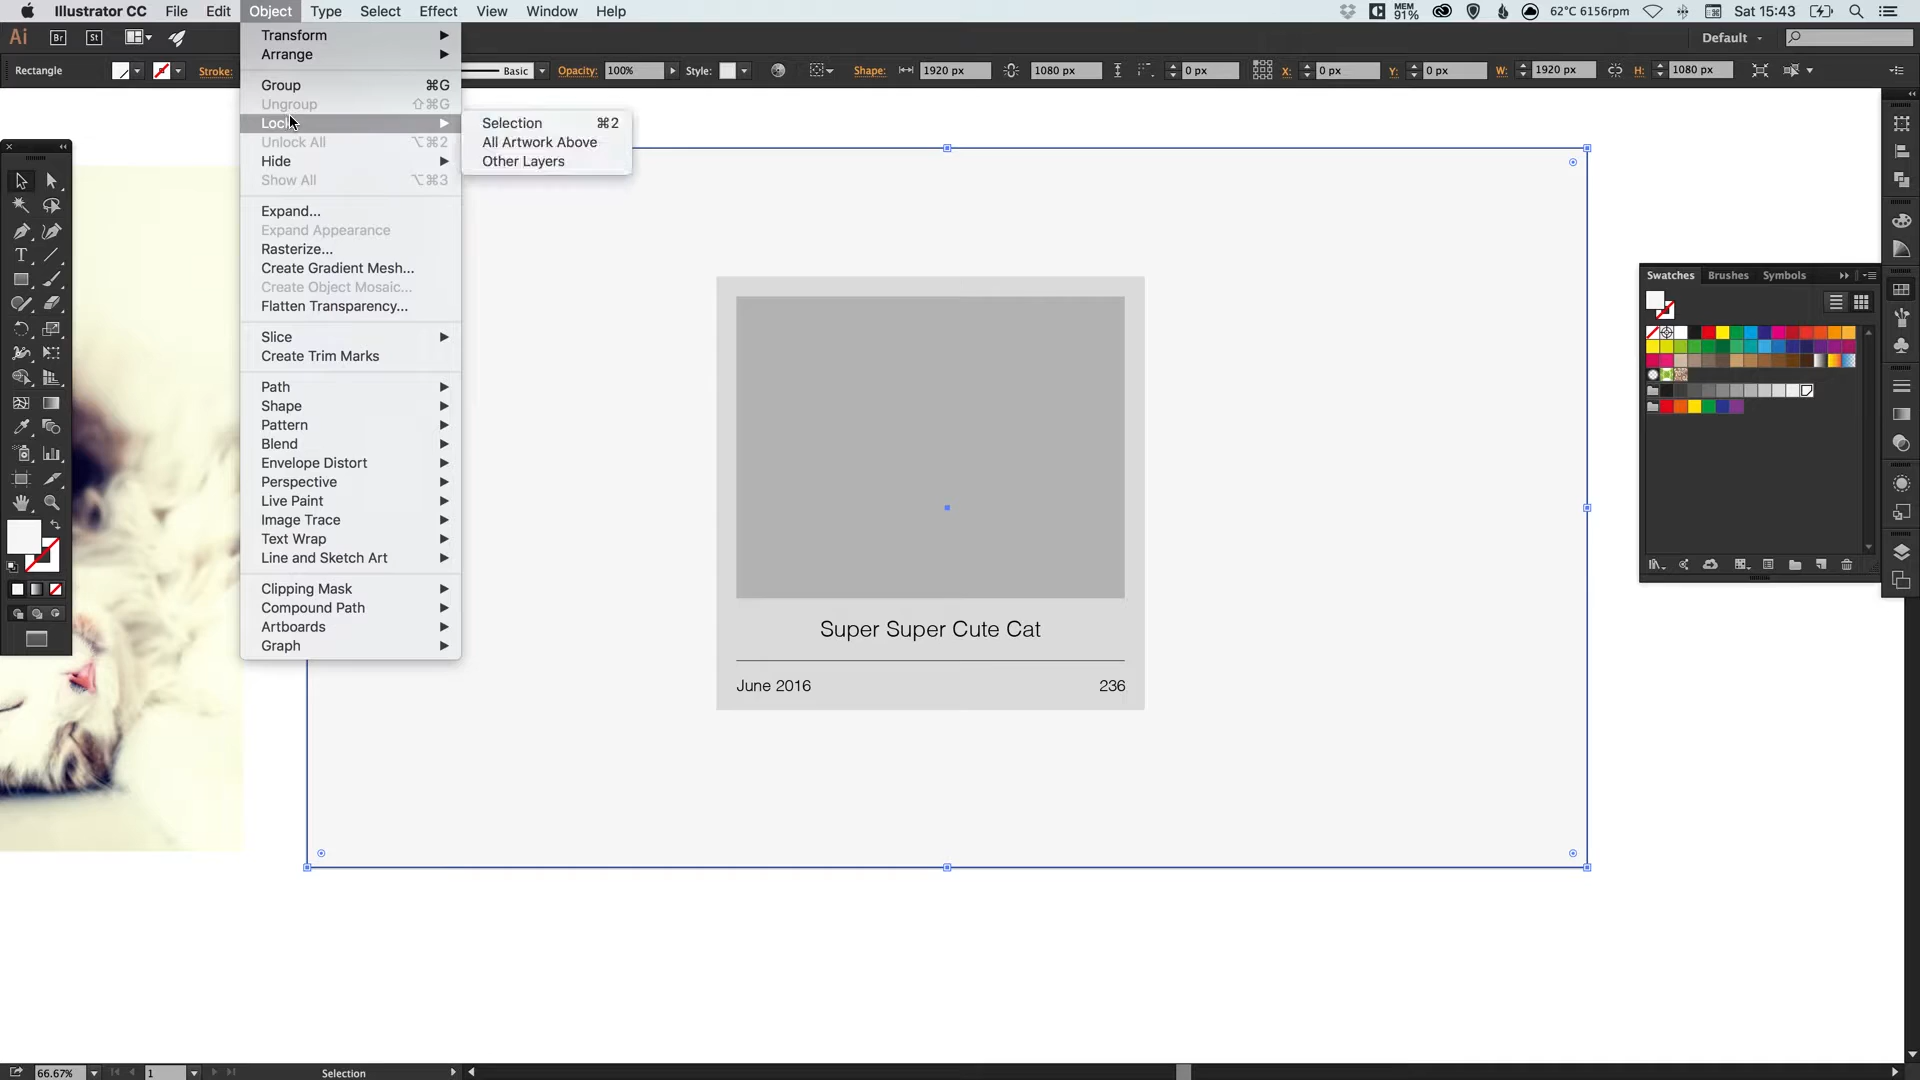 Illustrator CC File Edit Object Type Select Effect View Window Help
MEM 91% 62°C 6156rpm Sat 15:43
Ai Br St Default
Rectangle Stroke: Basic Opacity: 100% Style: Shape: 1920 px 1080 px 0 px X: 0 px Y: 0 px W: 1920 px H: 1080 px
Transform
Arrange
Group ⌘G
Ungroup ⇧⌘G
Lock
Unlock All ⌥⌘2
Hide
Show All ⌥⌘3
Expand...
Expand Appearance
Rasterize...
Create Gradient Mesh...
Create Object Mosaic...
Flatten Transparency...
Slice
Create Trim Marks
Path
Shape
Pattern
Blend
Envelope Distort
Perspective
Live Paint
Image Trace
Text Wrap
Line and Sketch Art
Clipping Mask
Compound Path
Artboards
Graph
Selection ⌘2
All Artwork Above
Other Layers
Super Super Cute Cat
June 2016 236
Swatches Brushes Symbols
66.67% 1 Selection